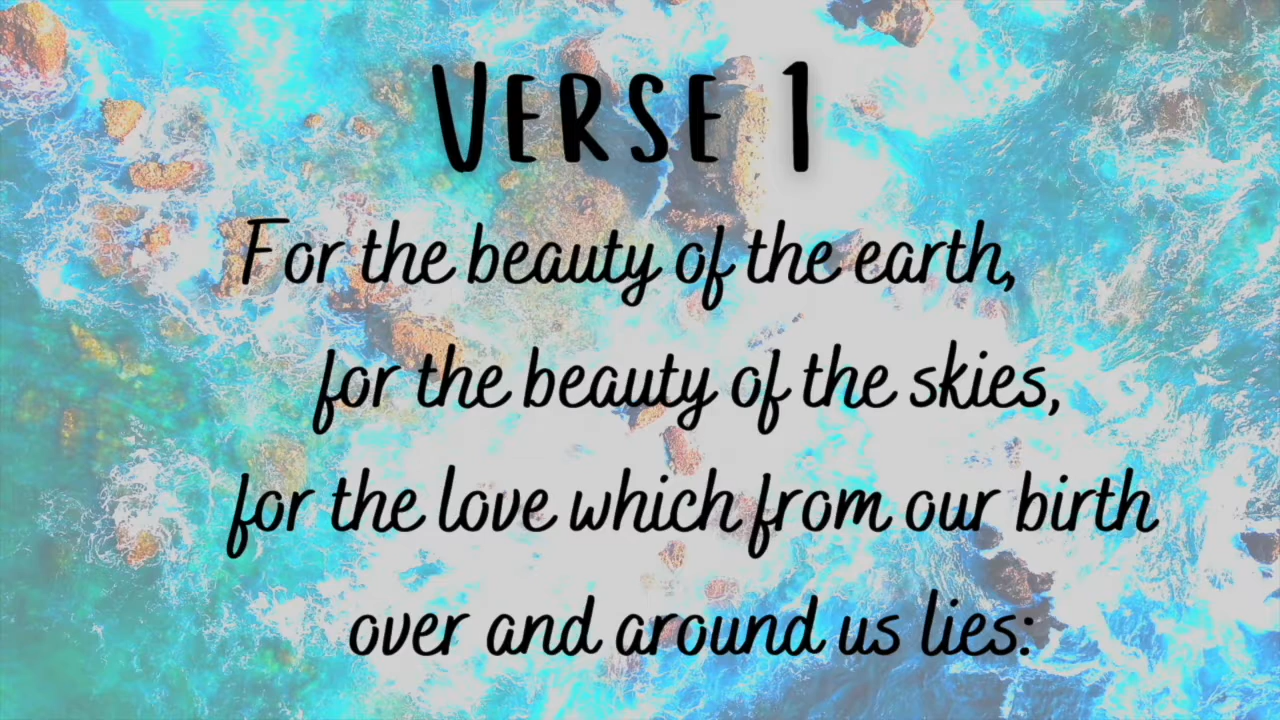 VERSE 1
For the beauty of the earth,
for the beauty of the skies,
for the love which from our birth
over and around us lies: